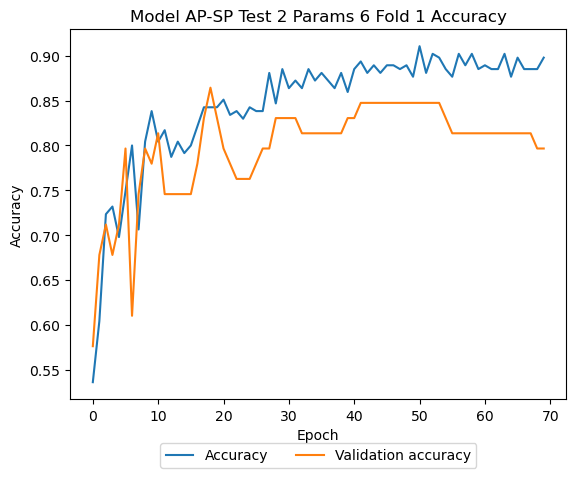 Model AP-SP Test 2 Params 6 Fold 1 Accuracy
Accuracy
0.90
0.85
0.80
0.75
0.70
0.65
0.60
0.55
0 10 20 30 40 50 60 70
Epoch
Accuracy Validation accuracy